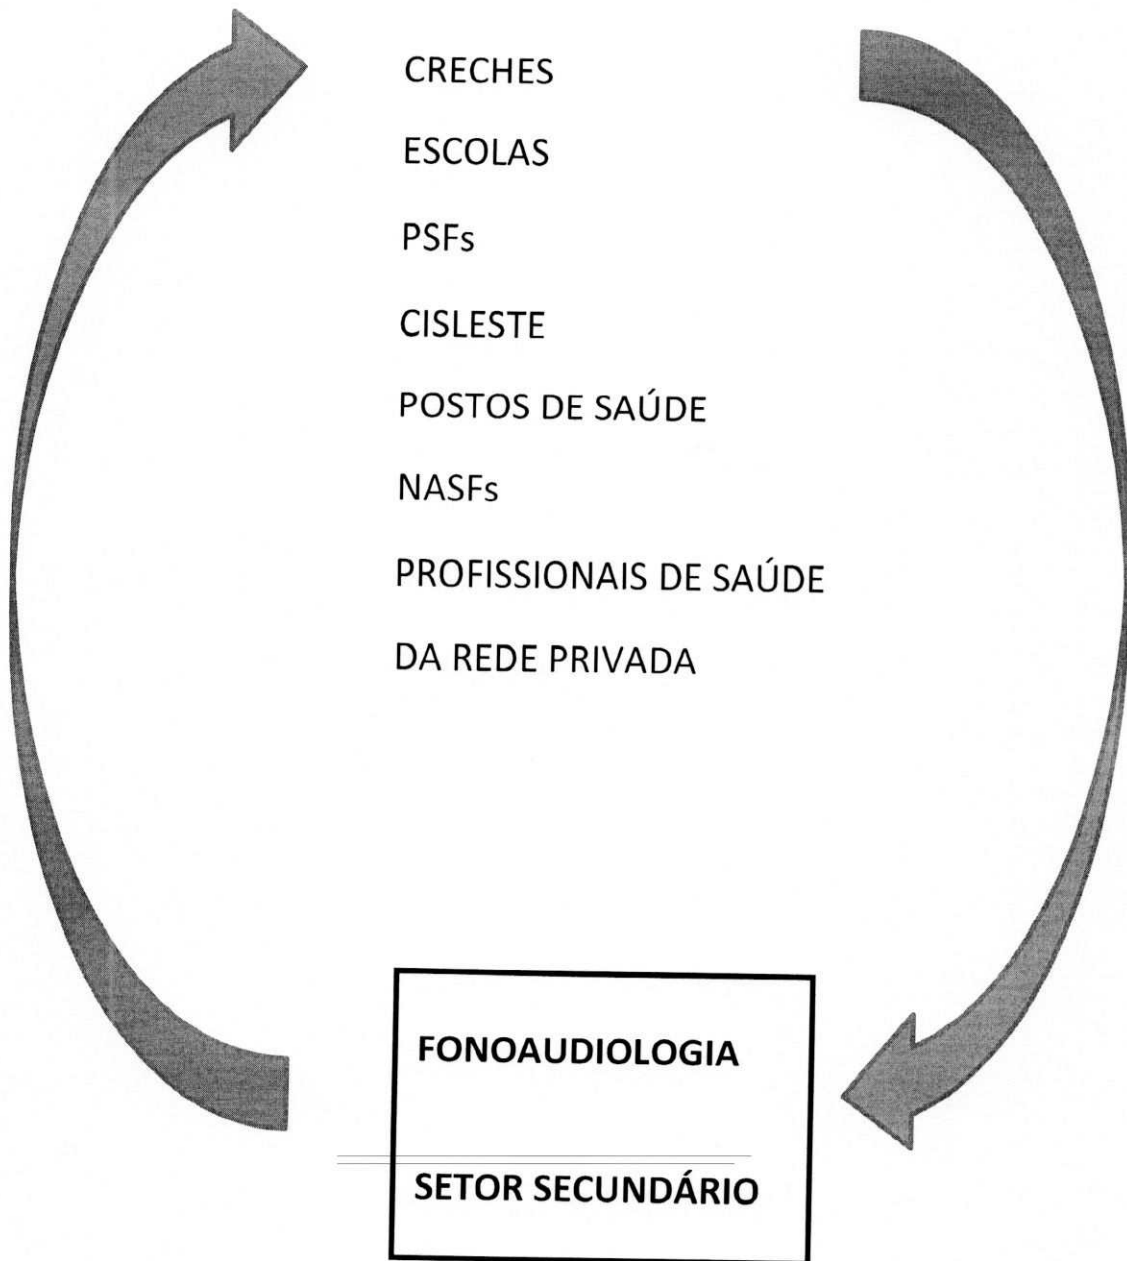 CRECHES
ESCOLAS
PSFs
CISLESTE
POSTOS DE SAÚDE
NASFs
PROFISSIONAIS DE SAÚDE
DA REDE PRIVADA
FONOAUDIOLOGIA
SETOR SECUNDÁRIO